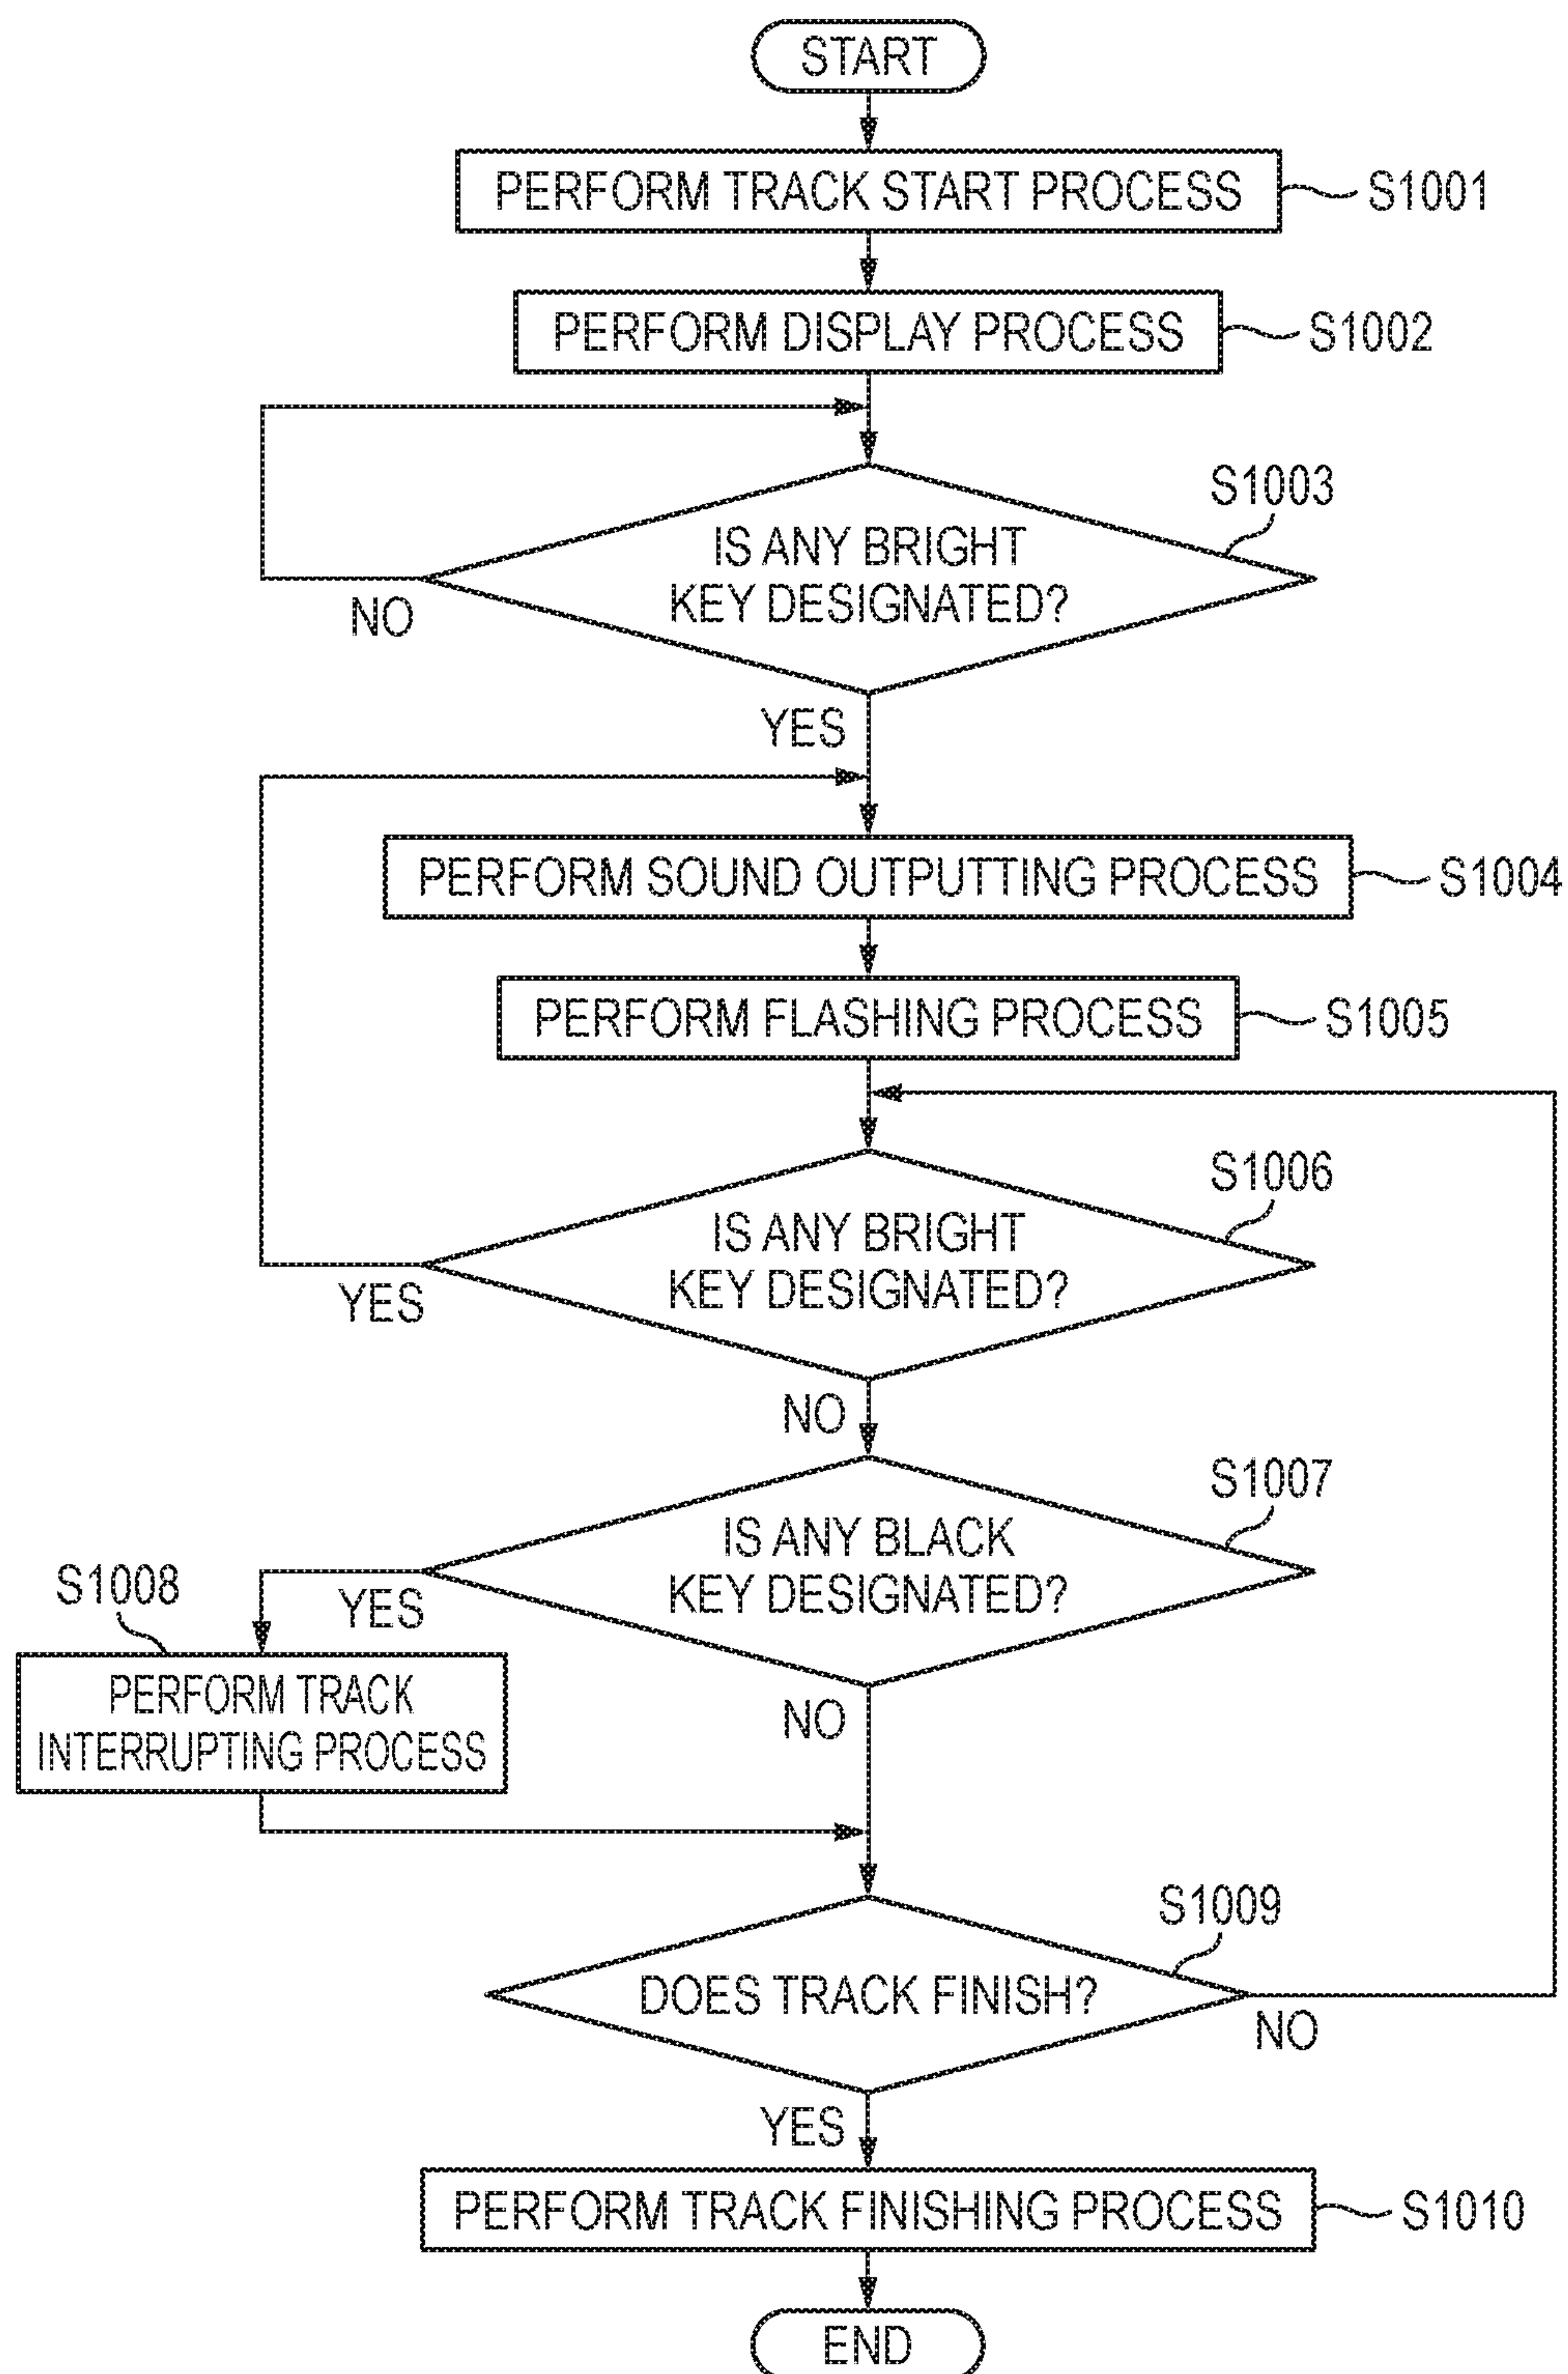 START
PERFORM TRACK START PROCESS
S1001
PERFORM DISPLAY PROCESS
S1002
S1003
IS ANY BRIGHT
KEY DESIGNATED?
NO
YES
PERFORM SOUND OUTPUTTING PROCESS
S1004
PERFORM FLASHING PROCESS
S1005
S1006
IS ANY BRIGHT
KEY DESIGNATED?
YES
NO
S1007
IS ANY BLACK
KEY DESIGNATED?
YES
NO
S1008
PERFORM TRACK
INTERRUPTING PROCESS
S1009
DOES TRACK FINISH?
NO
YES
PERFORM TRACK FINISHING PROCESS
S1010
END